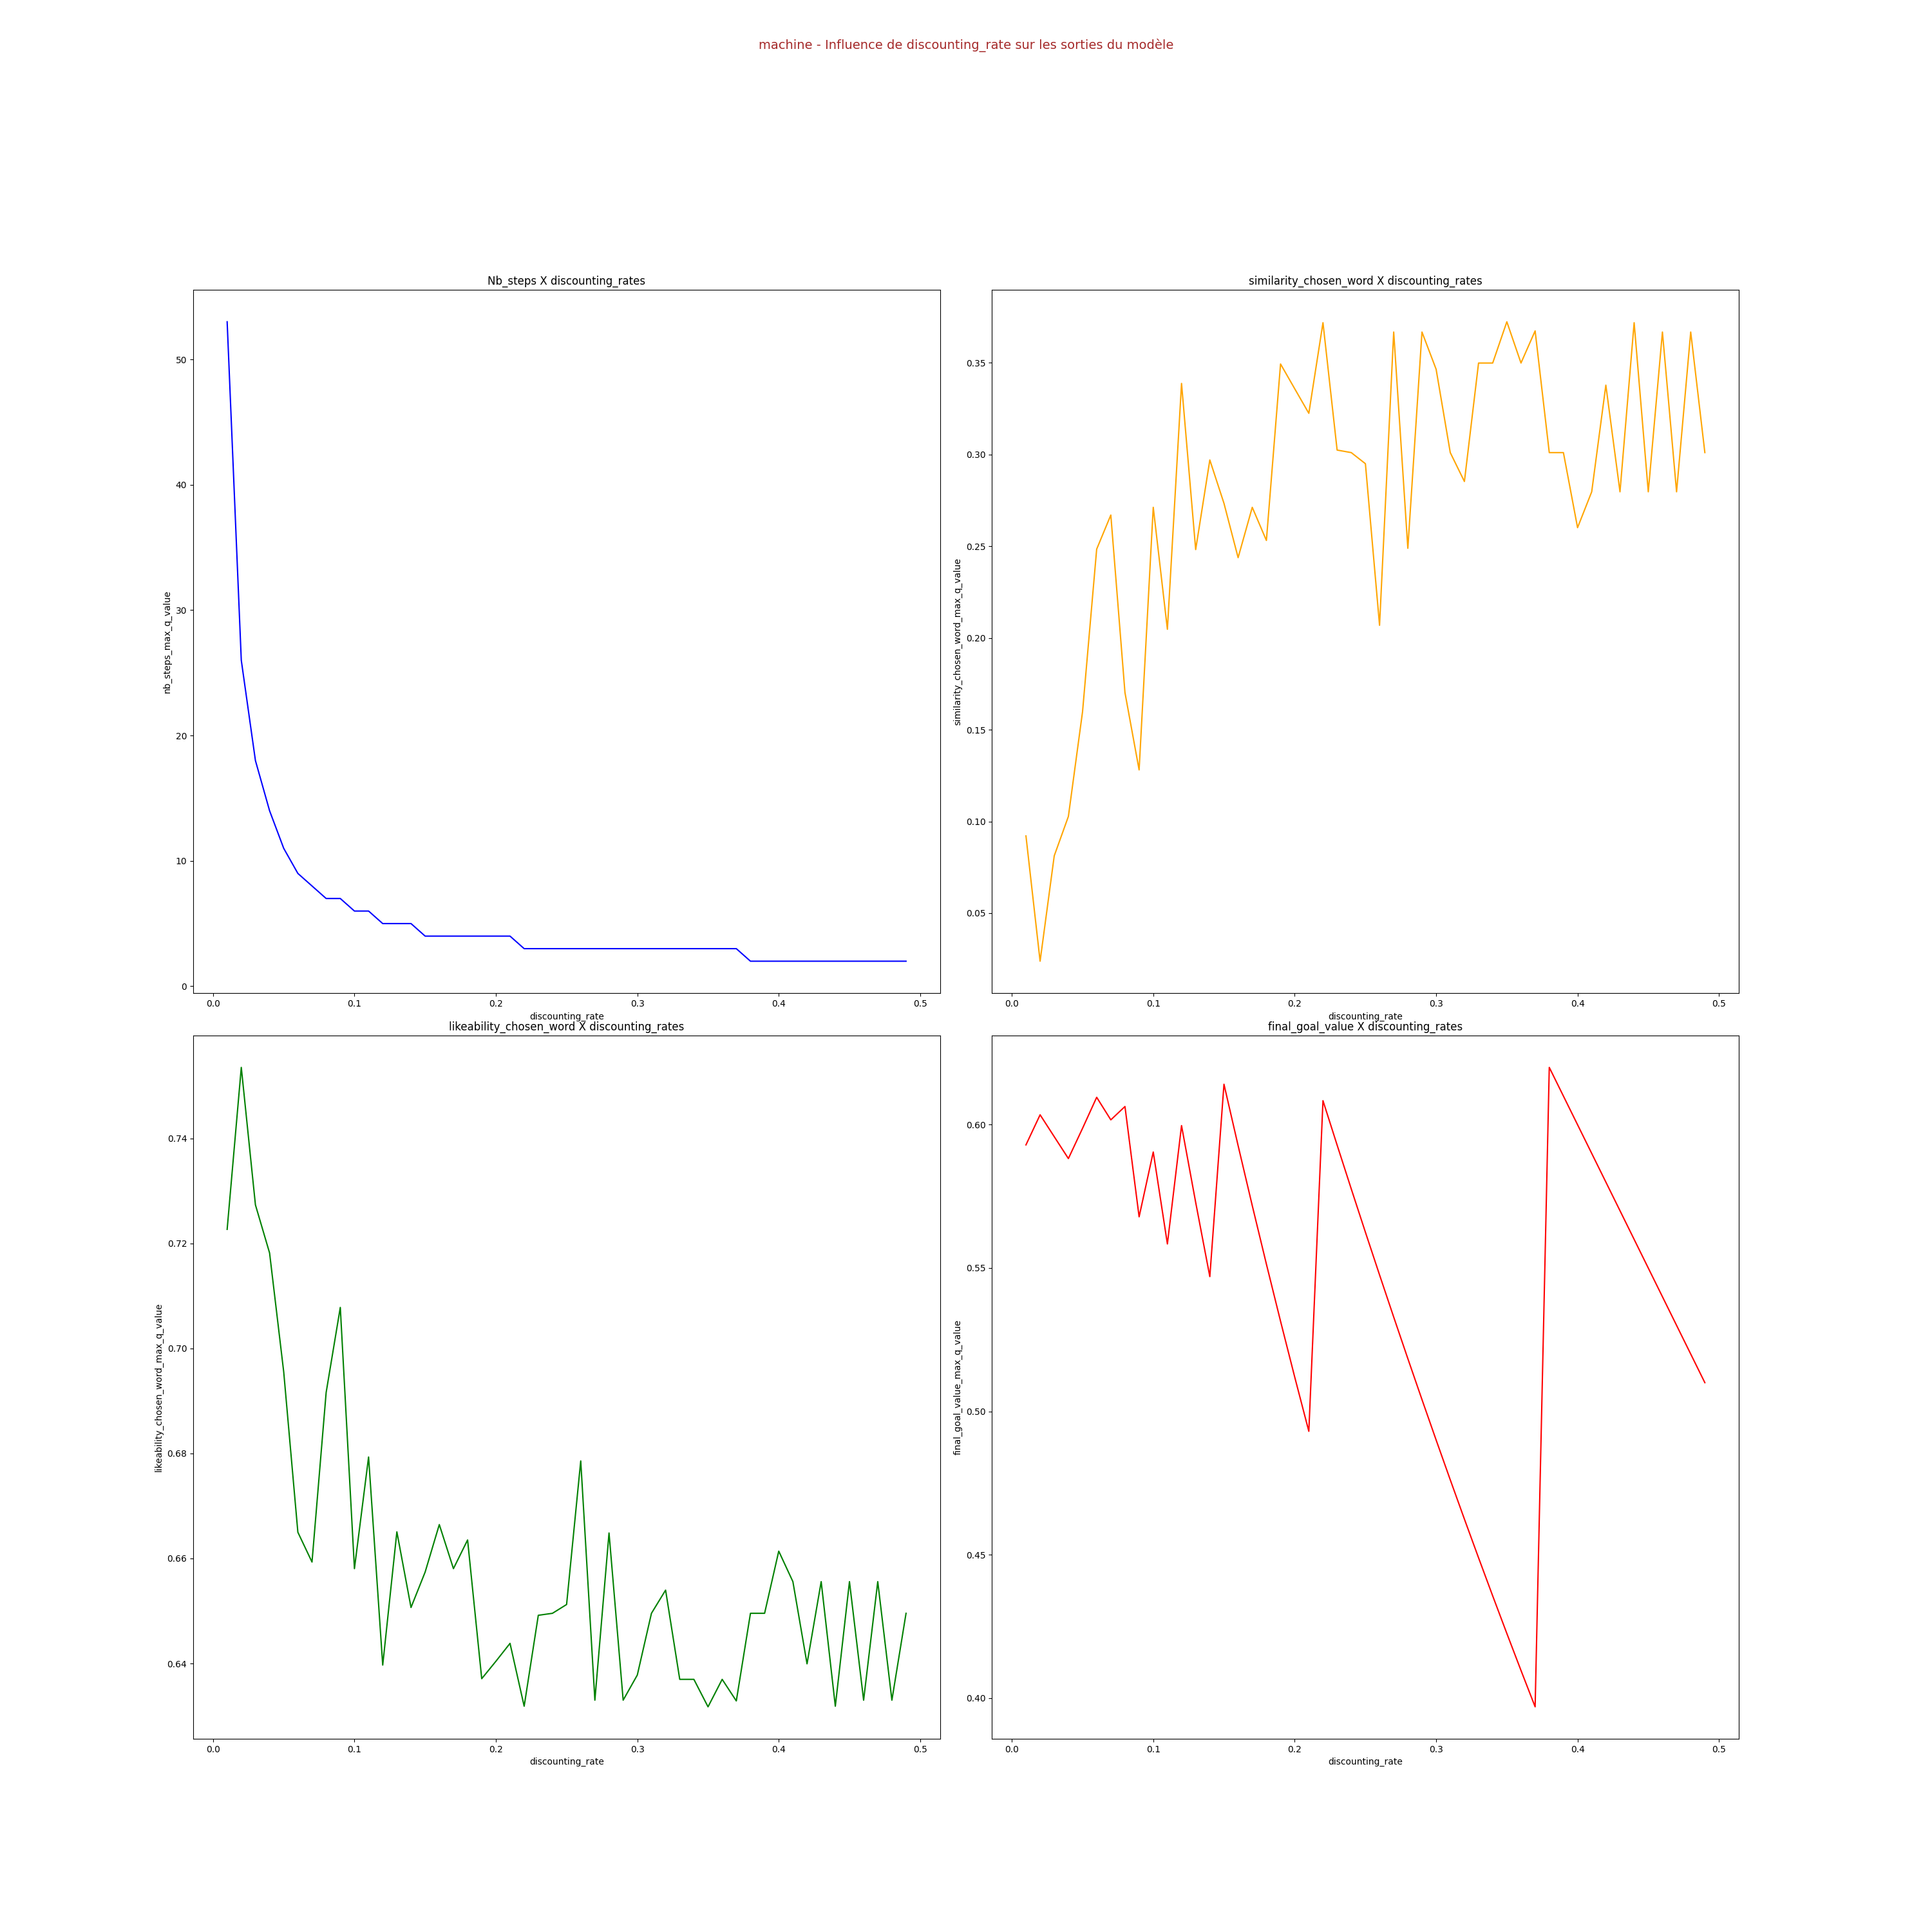 machine - Influence de discounting_rate sur les sorties du modèle
Nb_steps X discounting_rates
nb_steps_max_q_value
50
40
30
20
10
0
0.0 0.1 0.2 0.3 0.4 0.5
discounting_rate
similarity_chosen_word X discounting_rates
similarity_chosen_word_max_q_value
0.35
0.30
0.25
0.20
0.15
0.10
0.05
0.0 0.1 0.2 0.3 0.4 0.5
discounting_rate
likeability_chosen_word X discounting_rates
likeability_chosen_word_max_q_value
0.74
0.72
0.70
0.68
0.66
0.64
0.0 0.1 0.2 0.3 0.4 0.5
discounting_rate
final_goal_value X discounting_rates
final_goal_value_max_q_value
0.60
0.55
0.50
0.45
0.40
0.0 0.1 0.2 0.3 0.4 0.5
discounting_rate